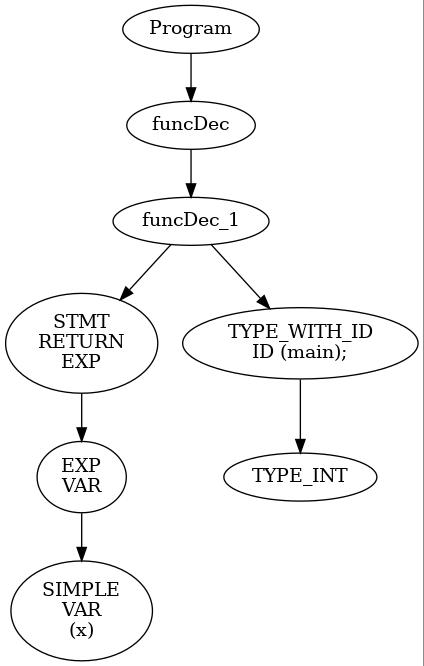 Program
funcDec
funcDec_1
STMT
RETURN
EXP
TYPE_WITH_ID
ID (main);
EXP
VAR
TYPE_INT
SIMPLE
VAR
(x)